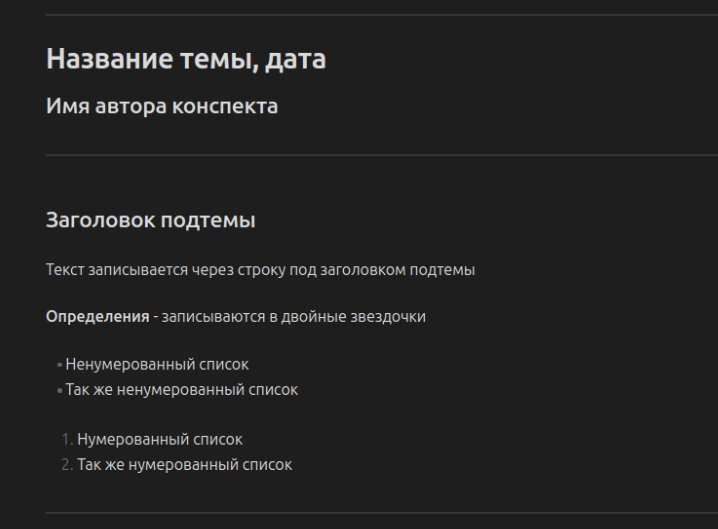 Название темы, дата
Имя автора конспекта
Заголовок подтемы
Текст записывается через строку под заголовком подтемы
Определения - записываются в двойные звездочки
• Ненумерованный список
• Так же ненумерованный список
1. Нумерованный список
2. Так же нумерованный список